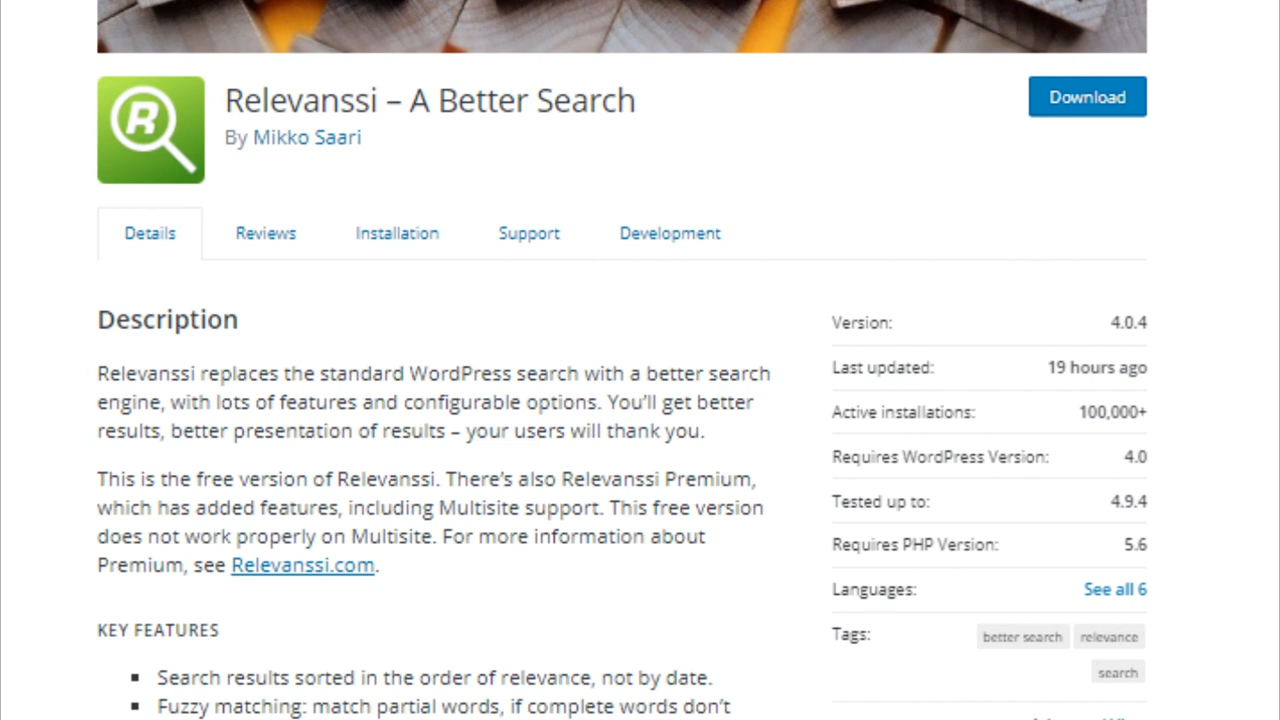 R
Relevanssi – A Better Search
By Mikko Saari
Download
Details
Reviews
Installation
Support
Development
Description
Relevanssi replaces the standard WordPress search with a better search
engine, with lots of features and configurable options. You’ll get better
results, better presentation of results – your users will thank you.
This is the free version of Relevanssi. There’s also Relevanssi Premium,
which has added features, including Multisite support. This free version
does not work properly on Multisite. For more information about
Premium, see Relevanssi.com.
KEY FEATURES
▪ Search results sorted in the order of relevance, not by date.
▪ Fuzzy matching: match partial words, if complete words don’t
Version: 4.0.4
Last updated: 19 hours ago
Active installations: 100,000+
Requires WordPress Version: 4.0
Tested up to: 4.9.4
Requires PHP Version: 5.6
Languages: See all 6
Tags: better search relevance
search